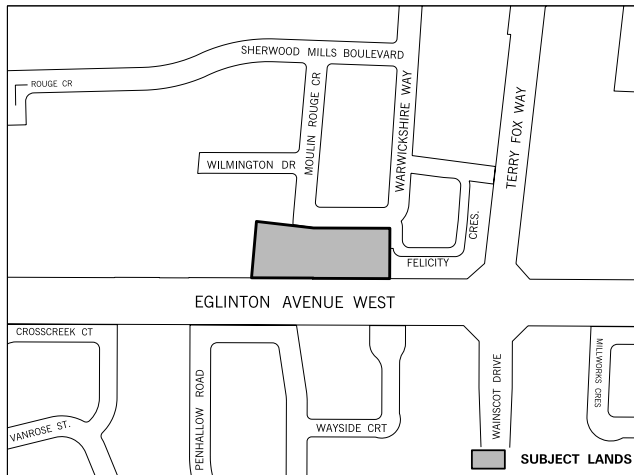 SHERWOOD MILLS BOULEVARD
ROUGE CR
MOULIN ROUGE CR
WARWICKSHIRE WAY
TERRY FOX WAY
WILMINGTON DR
CRES.
FELICITY
EGLINTON AVENUE WEST
CROSSCREEK CT
PENHALLOW ROAD
WAINSCOT DRIVE
MILLWORKS CRES
VANROSE ST.
WAYSIDE CRT
SUBJECT LANDS